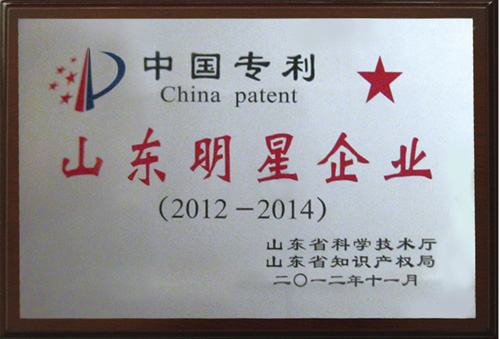 中国专利
China patent
山东明星企业
(2012-2014)
山东省科学技术厅
山东省知识产权局
二〇一二年十一月